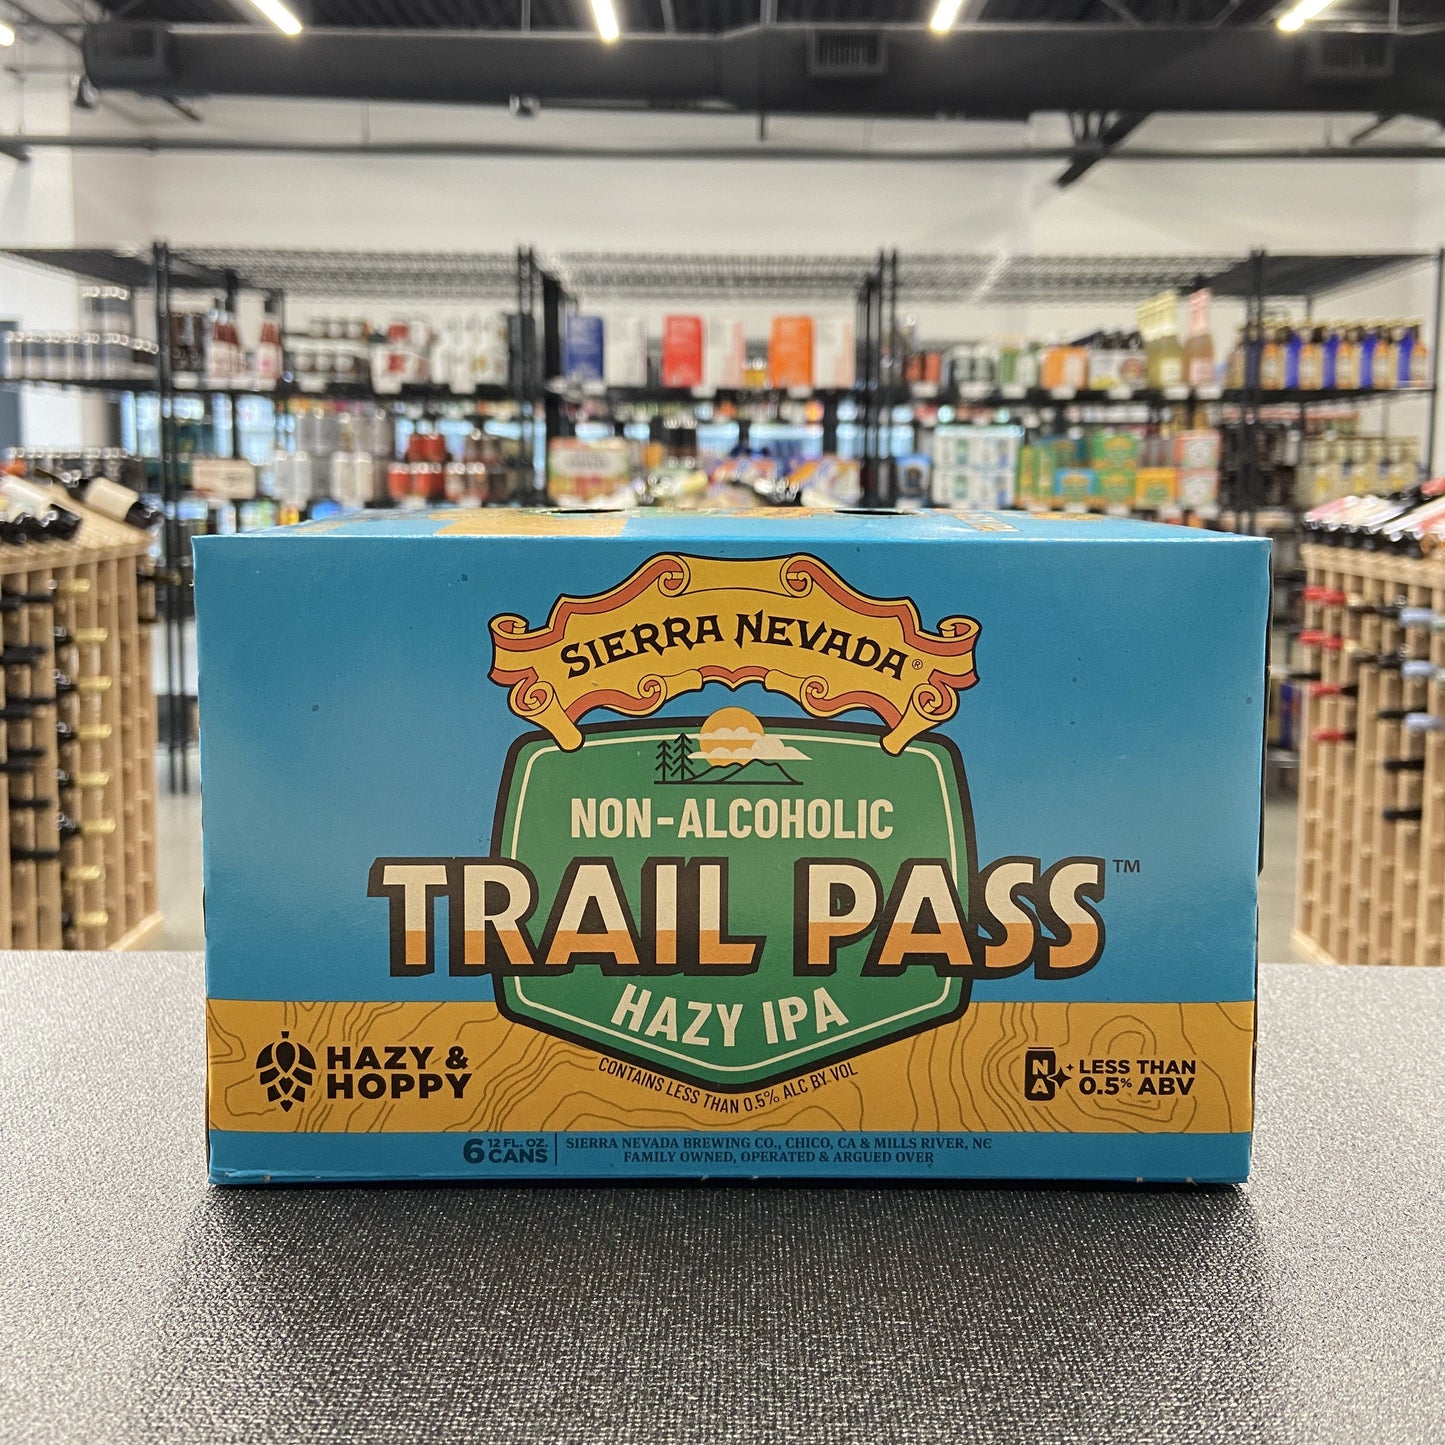 SIERRA NEVADA®
NON-ALCOHOLIC
TRAIL PASS™
HAZY IPA
CONTAINS LESS THAN 0.5% ALC BY VOL
HAZY &
HOPPY
NA
LESS THAN
0.5% ABV
6 12 FL. OZ.
CANS
SIERRA NEVADA BREWING CO., CHICO, CA & MILLS RIVER, NC
FAMILY OWNED, OPERATED & ARGUED OVER